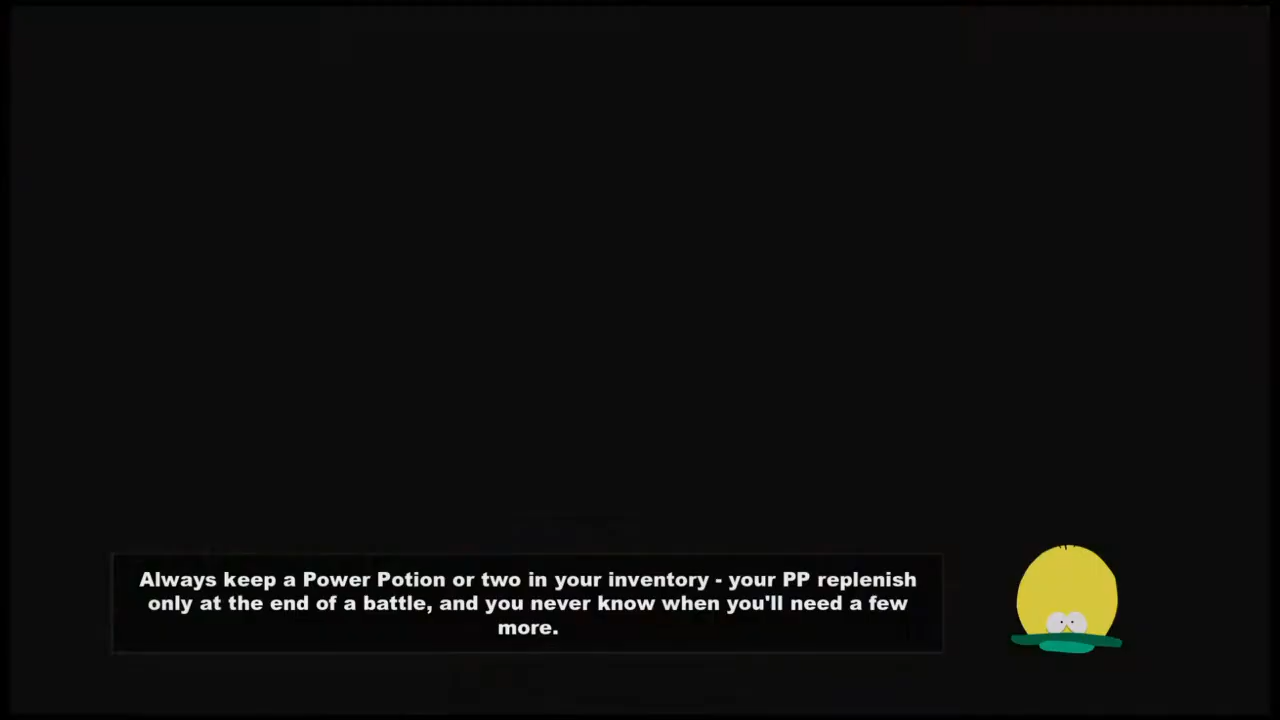 Always keep a Power Potion or two in your inventory - your PP replenish
only at the end of a battle, and you never know when you'll need a few
more.